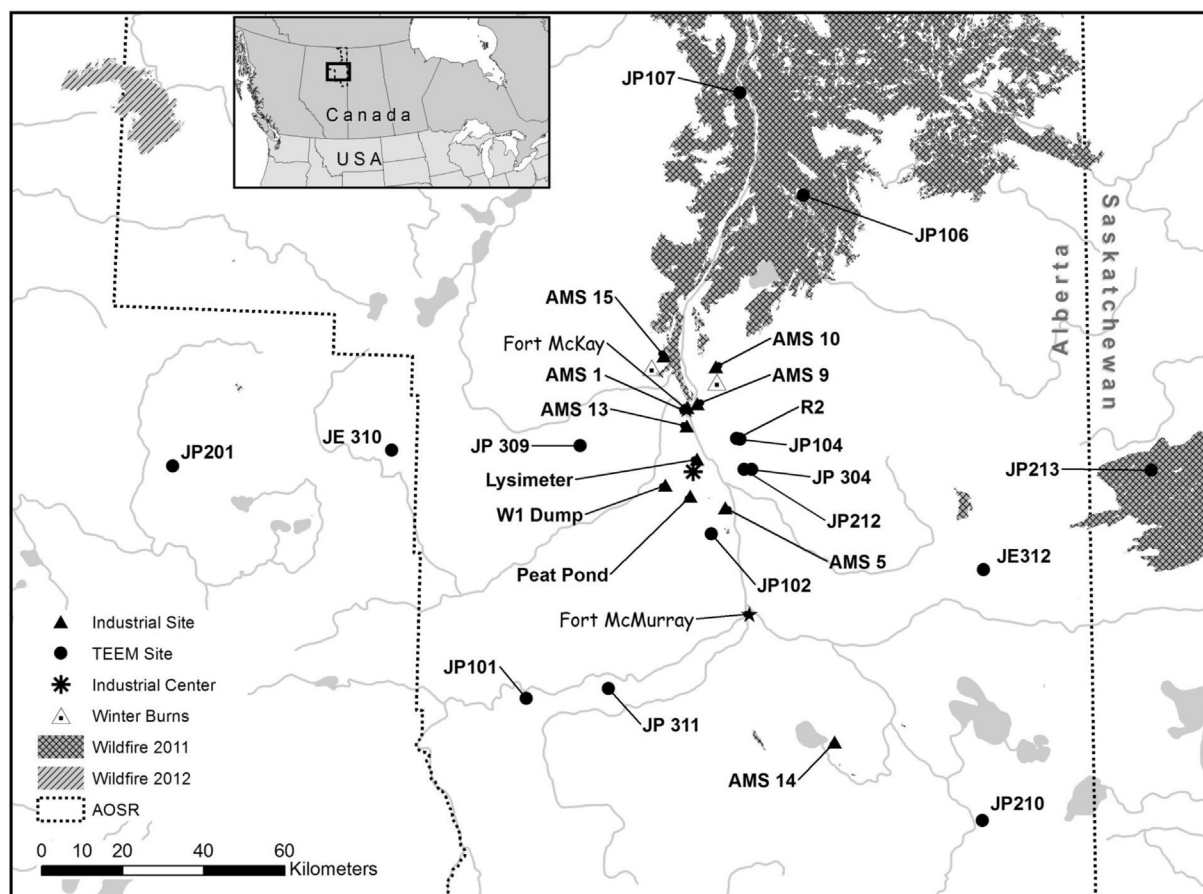 Canada
USA
JP107
JP106
Alberta
Saskatchewan
AMS 15
Fort McKay
AMS 10
AMS 1
AMS 9
AMS 13
R2
JP 309
JP104
JP201
JE 310
JP 304
JP213
Lysimeter
JP212
W1 Dump
AMS 5
JE312
Peat Pond
JP102
Fort McMurray
Industrial Site
TEEM Site
Industrial Center
Winter Burns
Wildfire 2011
Wildfire 2012
AOSR
JP101
JP 311
AMS 14
JP210
0 10 20 40 60
Kilometers